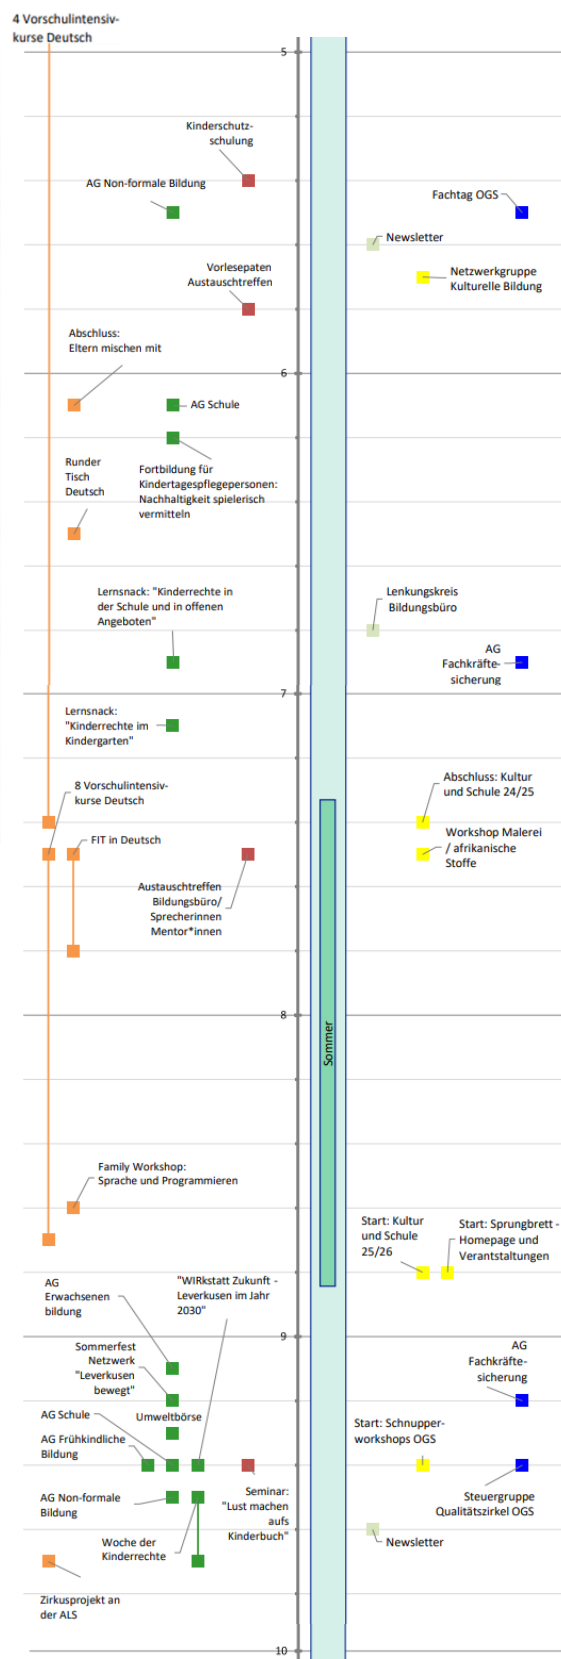 4 Vorschulintensiv-
kurse Deutsch
5
Kinderschutz-
schulung
AG Non-formale Bildung
Fachtag OGS
Newsletter
Vorlesepaten
Austauschtreffen
Netzwerkgruppe
Kulturelle Bildung
Abschluss:
Eltern mischen mit
6
AG Schule
Runder
Tisch
Deutsch
Fortbildung für
Kindertagespflegepersonen:
Nachhaltigkeit spielerisch
vermitteln
Lernsnack: "Kinderrechte in
der Schule und in offenen
Angeboten"
Lenkungskreis
Bildungsbüro
AG
Fachkräfte-
sicherung
7
Lernsnack:
"Kinderrechte im
Kindergarten"
8 Vorschulintensiv-
kurse Deutsch
Abschluss: Kultur
und Schule 24/25
FIT in Deutsch
Workshop Malerei
/ afrikanische
Stoffe
Austauschtreffen
Bildungsbüro/
Sprecherinnen
Mentor*innen
8
Sommer
Family Workshop:
Sprache und Programmieren
Start: Kultur
und Schule
25/26
Start: Sprungbrett -
Homepage und
Verantstaltungen
AG
Erwachsenen
bildung
"WIRkstatt Zukunft -
Leverkusen im Jahr
2030"
9
Sommerfest
Netzwerk
"Leverkusen
bewegt"
AG
Fachkräfte-
sicherung
AG Schule
Umweltbörse
Start: Schnupper-
workshops OGS
AG Frühkindliche
Bildung
AG Non-formale
Bildung
Seminar:
"Lust machen
aufs
Kinderbuch"
Steuergruppe
Qualitätszirkel OGS
Woche der
Kinderrechte
Newsletter
Zirkusprojekt an
der ALS
10